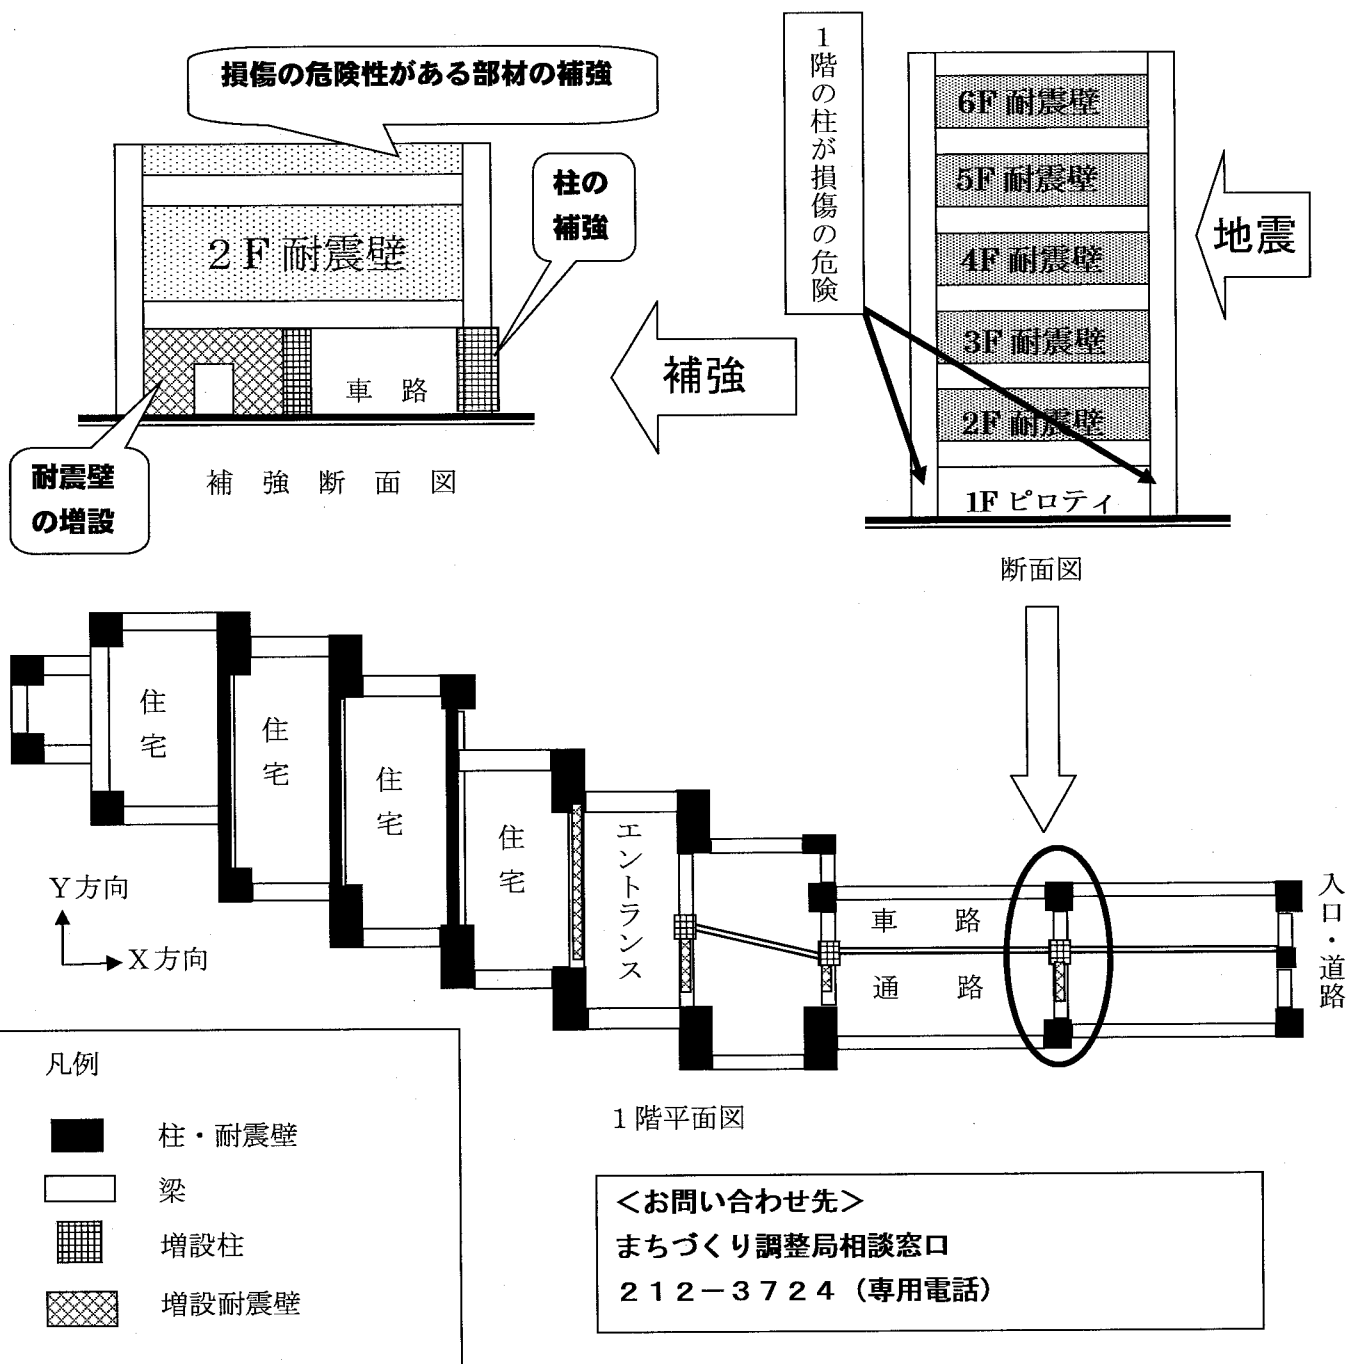 損傷の危険性がある部材の補強
柱の
補強
２Ｆ 耐震壁
車 路
耐震壁
の増設
補 強 断 面 図
補強
1階の柱が損傷の危険
6F 耐震壁
5F 耐震壁
4F 耐震壁
3F 耐震壁
2F 耐震壁
1F ピロティ
地震
断面図
住宅
住宅
住宅
住宅
エントランス
車 路
通 路
入口・道路
Ｙ方向
Ｘ方向
凡例
柱・耐震壁
梁
増設柱
増設耐震壁
１階平面図
＜お問い合わせ先＞
まちづくり調整局相談窓口
２１２－３７２４（専用電話）